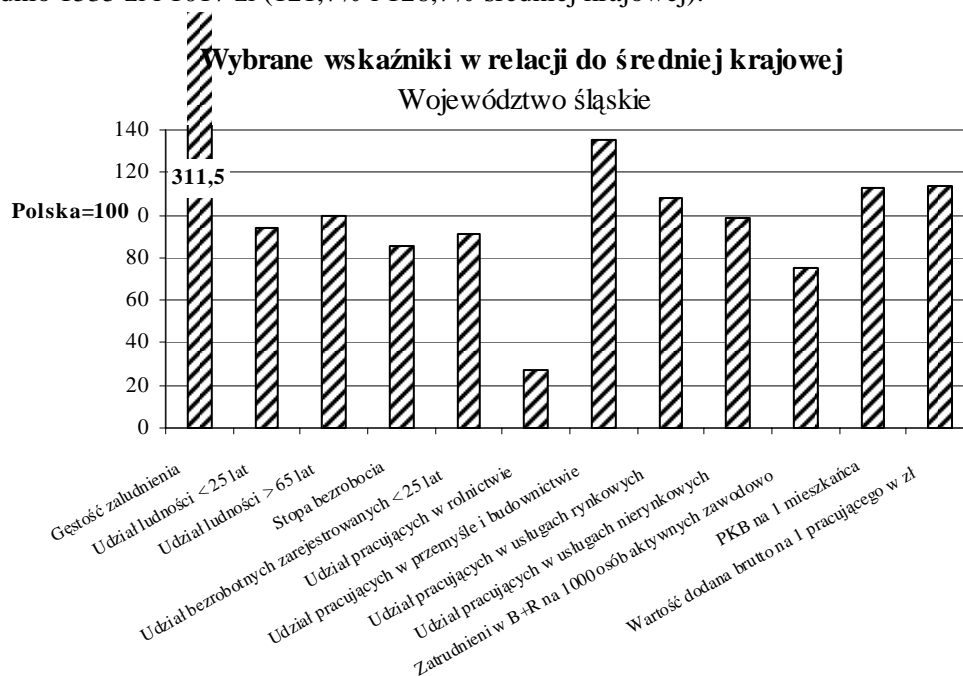 średniej krajowej).
Wybrane wskaźniki w relacji do średniej krajowej
Województwo śląskie
140
120
311,5
Polska=100 0
80
60
40
20
0
Gęstość zaludnienia
Udział ludności <25 lat
Udział ludności >65 lat
Stopa bezrobocia
Udział bezrobotnych zarejestrowanych <25 lat
Udział pracujących w rolnictwie
Udział pracujących w przemyśle i budownictwie
Udział pracujących w usługach rynkowych
Udział pracujących w usługach nierynkowych
Zatrudnieni w B+R na 1000 osób aktywnych zawodowo
PKB na 1 mieszkańca
Wartość dodana brutto na 1 pracującego w zł